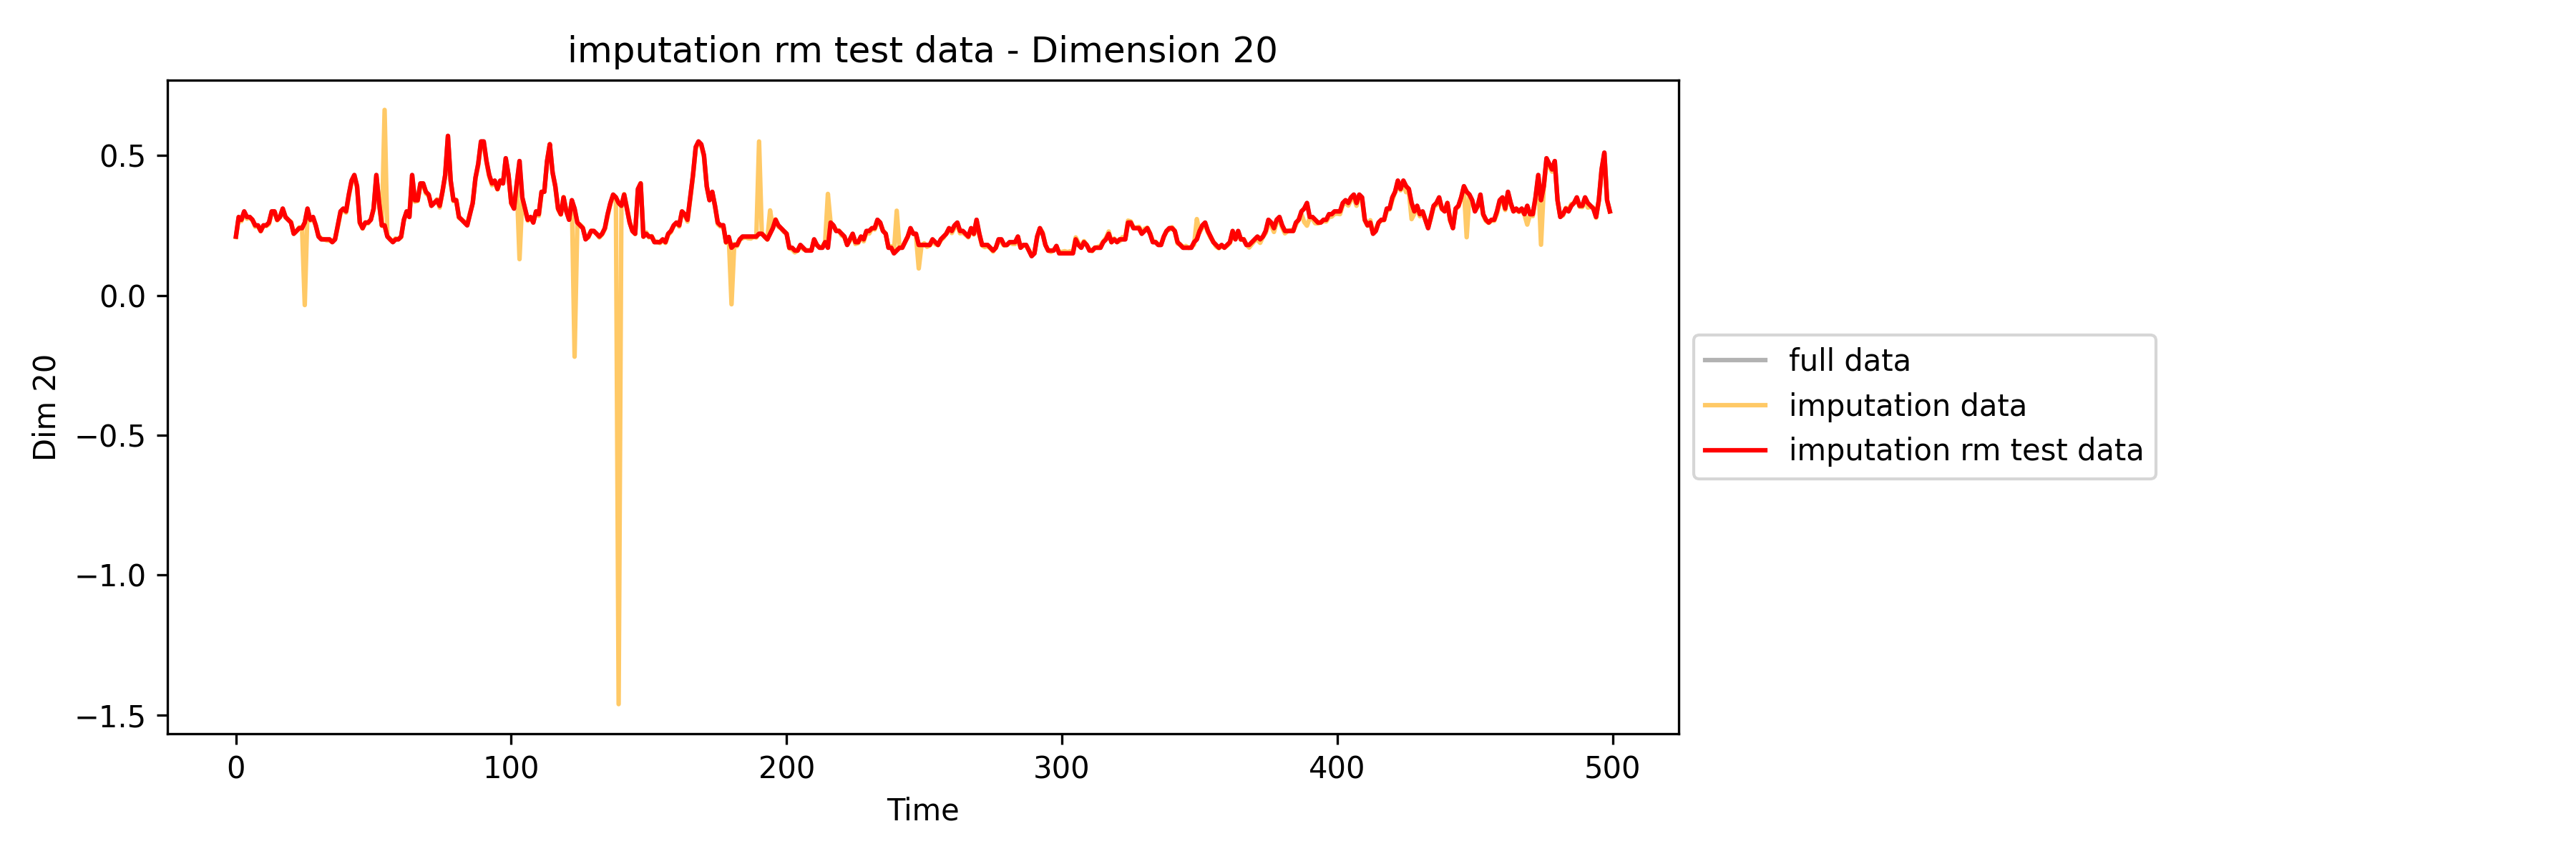 imputation rm test data - Dimension 20
0.5
0.0
−0.5
−1.0
−1.5
Dim 20
0 100 200 300 400 500
Time
full data
imputation data
imputation rm test data